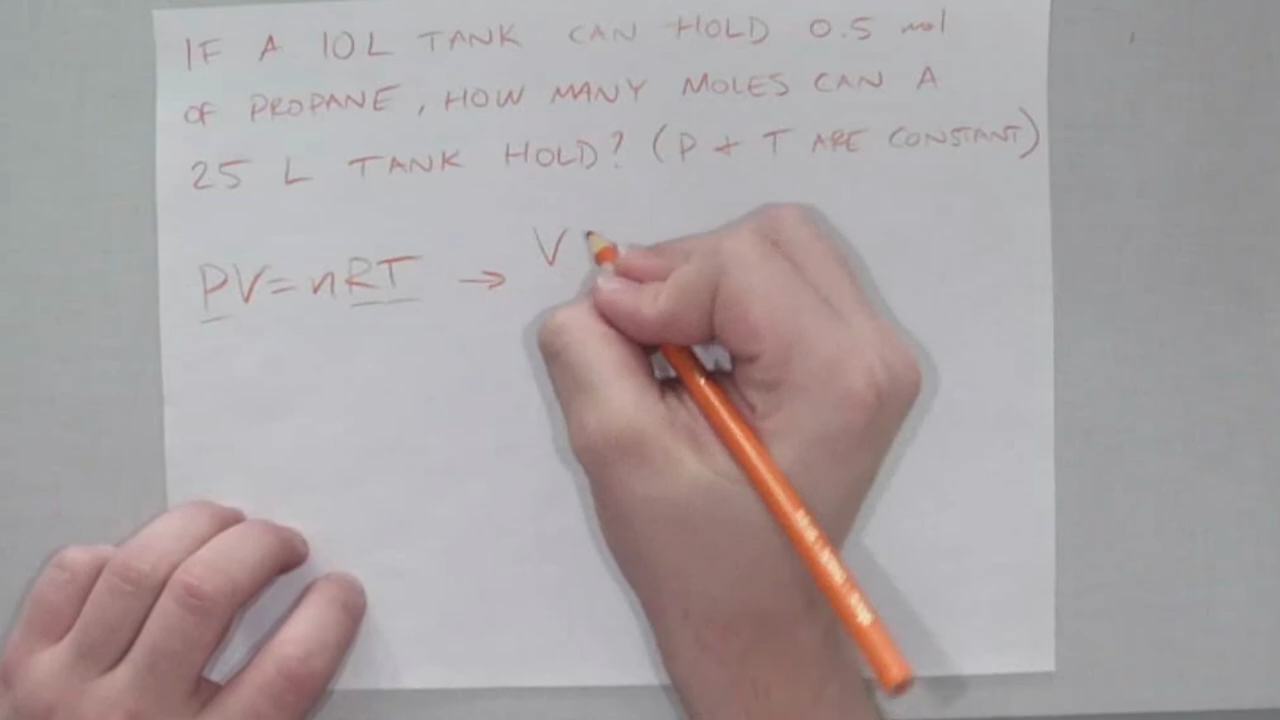 IF A 10L TANK CAN HOLD 0.5 mol
OF PROPANE, HOW MANY MOLES CAN A
25 L TANK HOLD? (P + T ARE CONSTANT)
PV=nRT → V